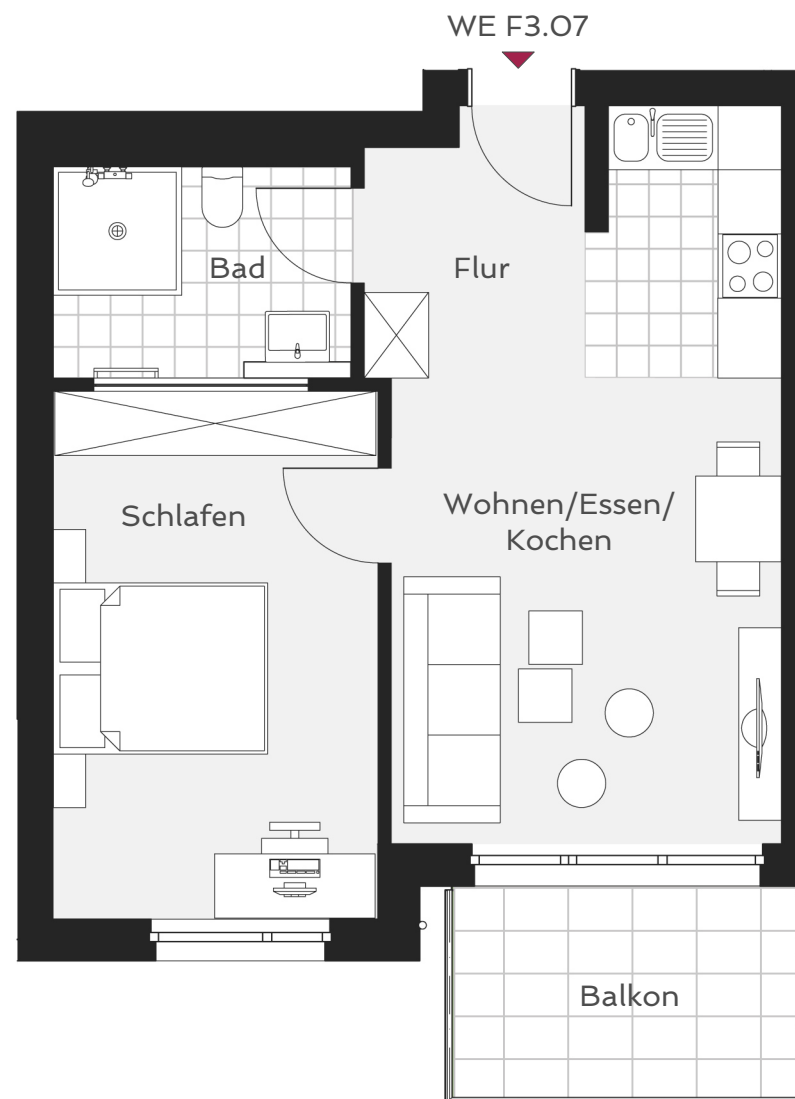 WE F3.07
Bad
Flur
Schlafen
Wohnen/Essen/
Kochen
Balkon